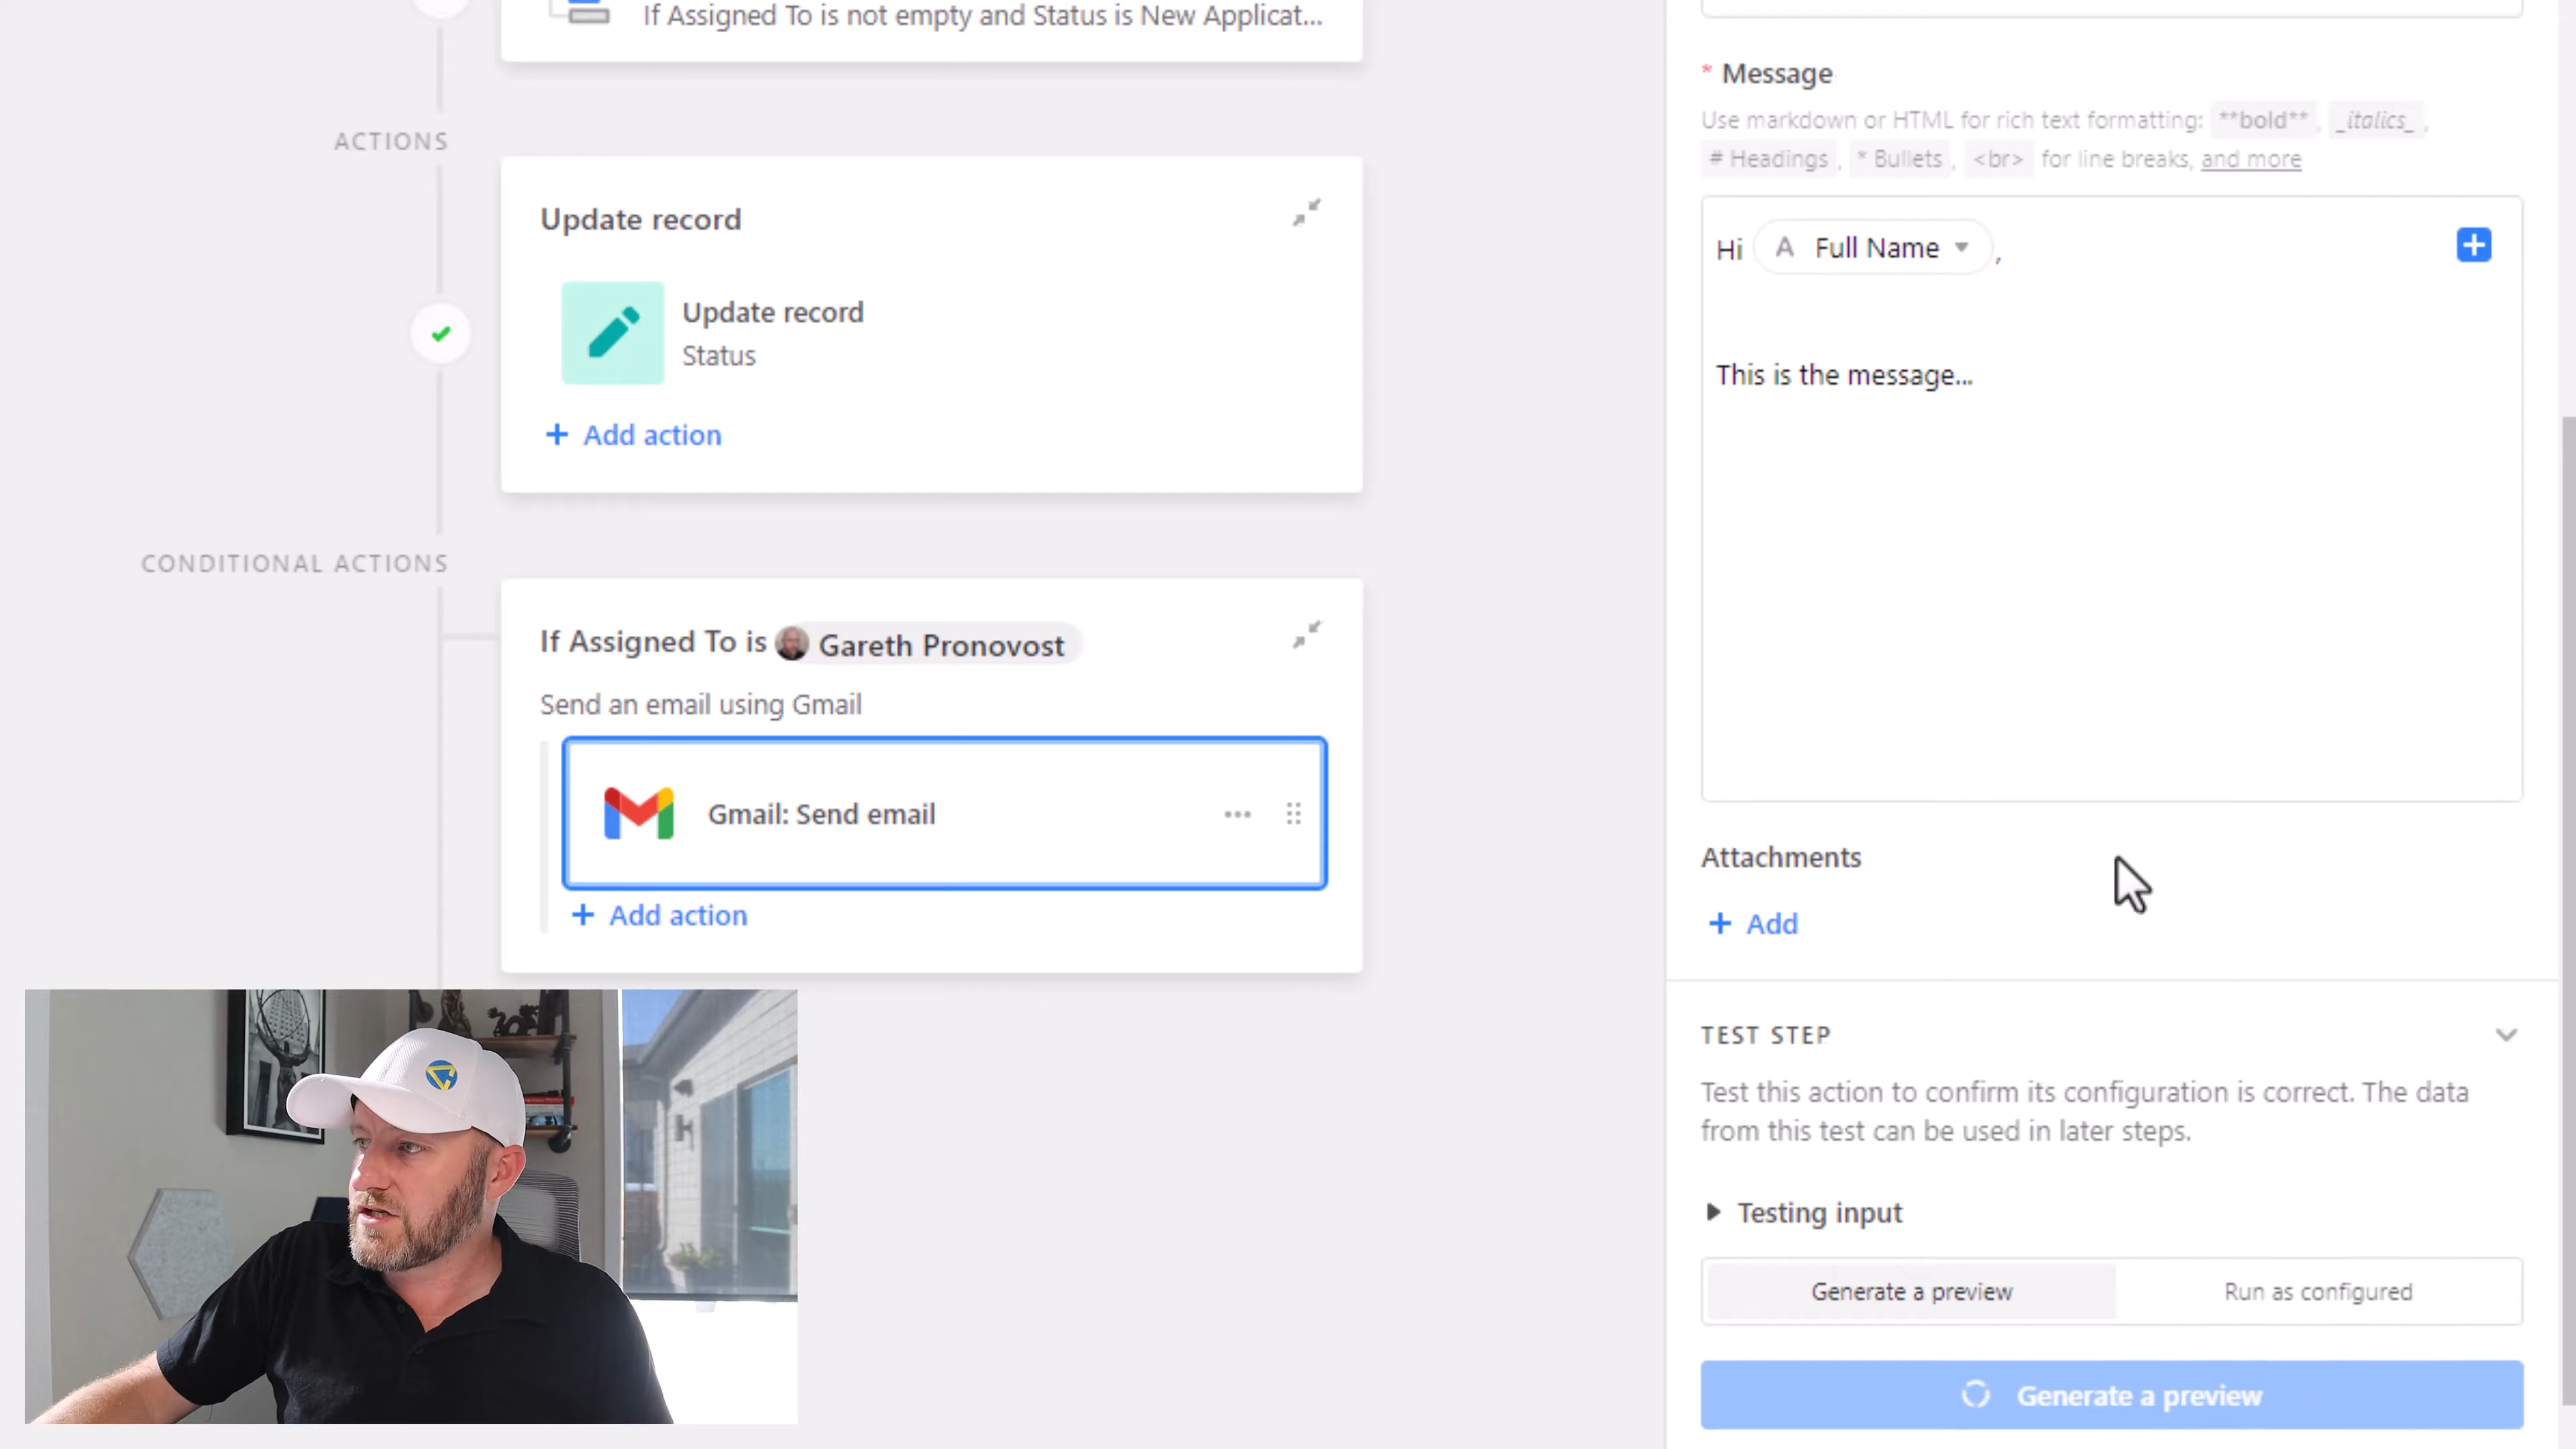 If Assigned To is not empty and Status is New Applicat...
ACTIONS
Update record
Update record
Status
+ Add action
CONDITIONAL ACTIONS
If Assigned To is Gareth Pronovost
Send an email using Gmail
Gmail: Send email
+ Add action
* Message
Use markdown or HTML for rich text formatting: **bold**, _italics_,
# Headings, * Bullets, <br> for line breaks, and more
Hi A Full Name ,
This is the message...
Attachments
+ Add
TEST STEP
Test this action to confirm its configuration is correct. The data
from this test can be used in later steps.
Testing input
Generate a preview
Run as configured
Generate a preview